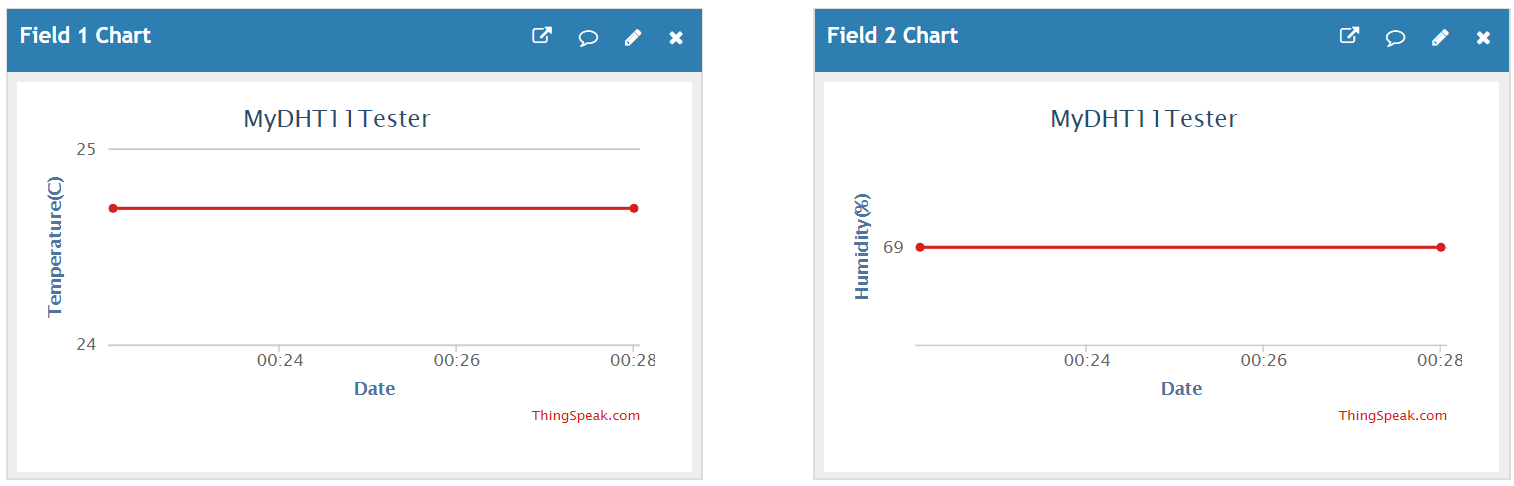 Field 1 Chart
MyDHT11Tester
25
Temperature(C)
24
00:24 00:26 00:28
Date
ThingSpeak.com
Field 2 Chart
MyDHT11Tester
Humidity(%)
69
00:24 00:26 00:28
Date
ThingSpeak.com